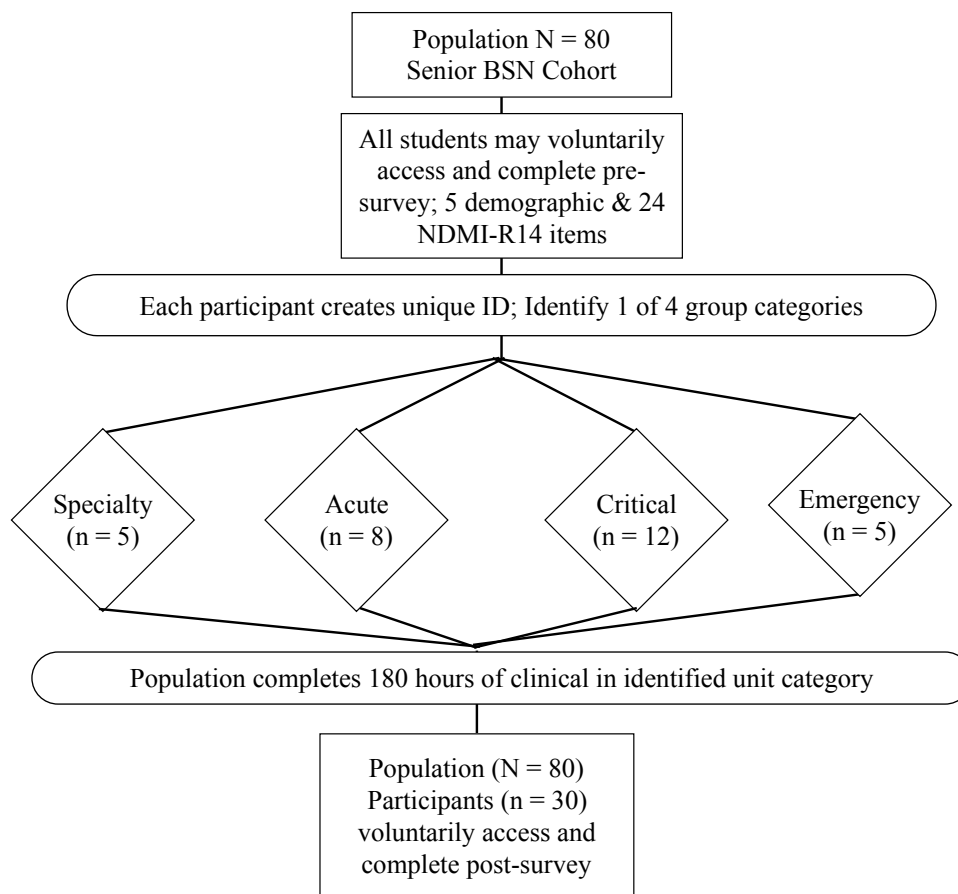 Population N = 80
Senior BSN Cohort
All students may voluntarily
access and complete pre-
survey; 5 demographic & 24
NDMI-R14 items
Each participant creates unique ID; Identify 1 of 4 group categories
Specialty
(n = 5)
Acute
(n = 8)
Critical
(n = 12)
Emergency
(n = 5)
Population completes 180 hours of clinical in identified unit category
Population (N = 80)
Participants (n = 30)
voluntarily access and
complete post-survey